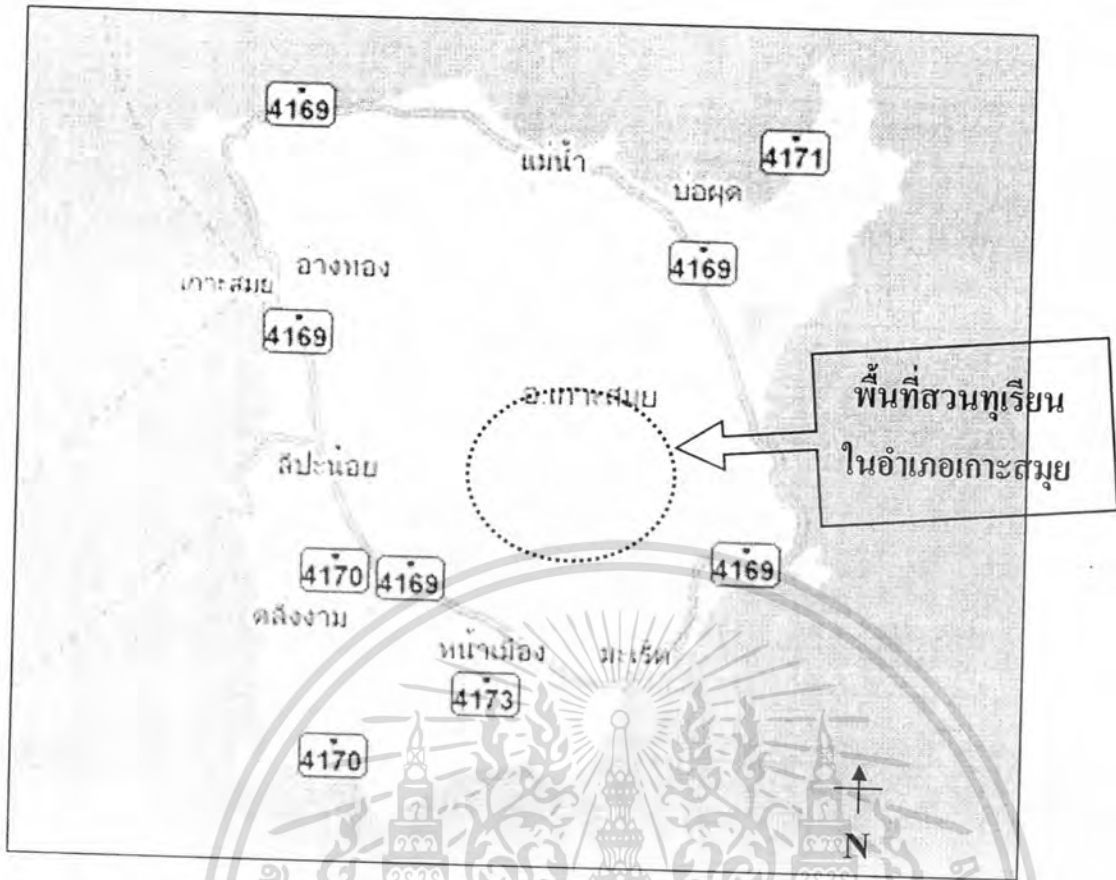 4169
แม่น้ำ
4171
บ่อผุด
อ่างทอง
4169
เกาะสมุย
4169
อ.เกาะสมุย
พื้นที่สวนทุเรียน
ในอำเภอเกาะสมุย
ลิปะน้อย
4170
4169
4169
ตลิ่งงาม
หน้าเมือง
มะเร็ต
4173
4170
N